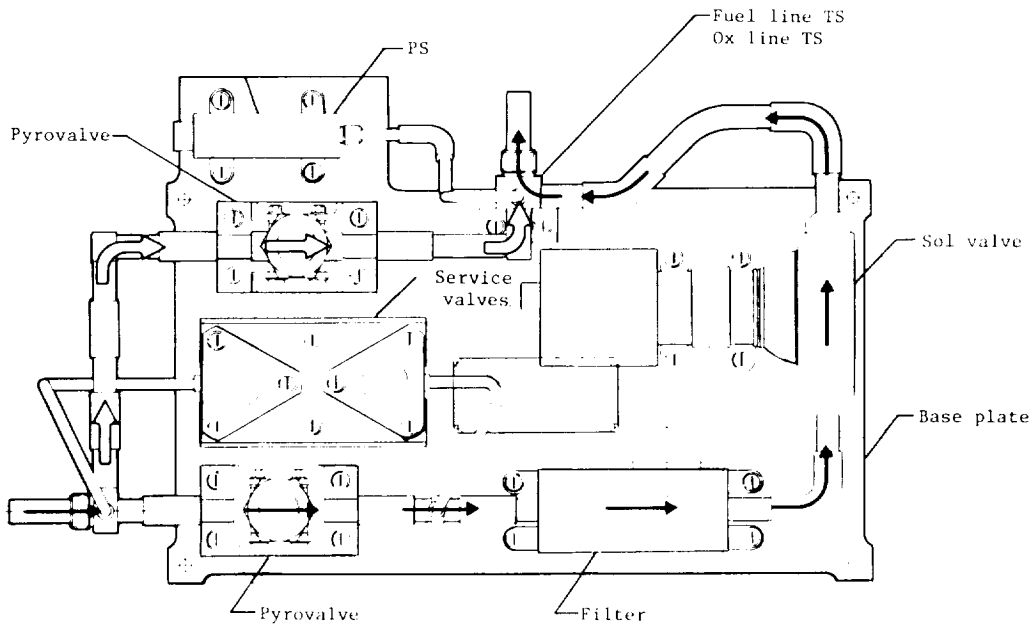 Fuel line TS
Ox line TS
PS
Pyrovalve
Sol valve
Service
valves
Base plate
Pyrovalve
Filter